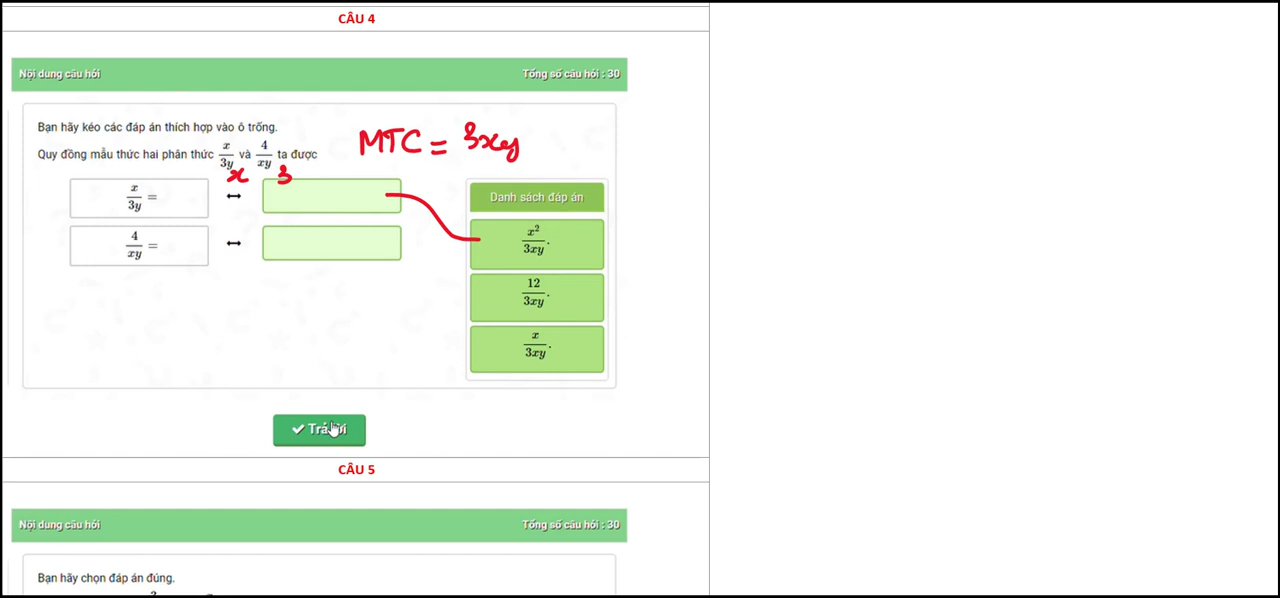 CÂU 4
Nội dung câu hỏi Tổng số câu hỏi : 30
Bạn hãy kéo các đáp án thích hợp vào ô trống.
Quy đồng mẫu thức hai phân thức x/3y và 4/xy ta được
MTC = 3xy
x 3
x/3y = ↔
4/xy = ↔
Danh sách đáp án
x²/3xy.
12/3xy.
x/3xy.
CÂU 5
Nội dung câu hỏi Tổng số câu hỏi : 30
Bạn hãy chọn đáp án đúng.